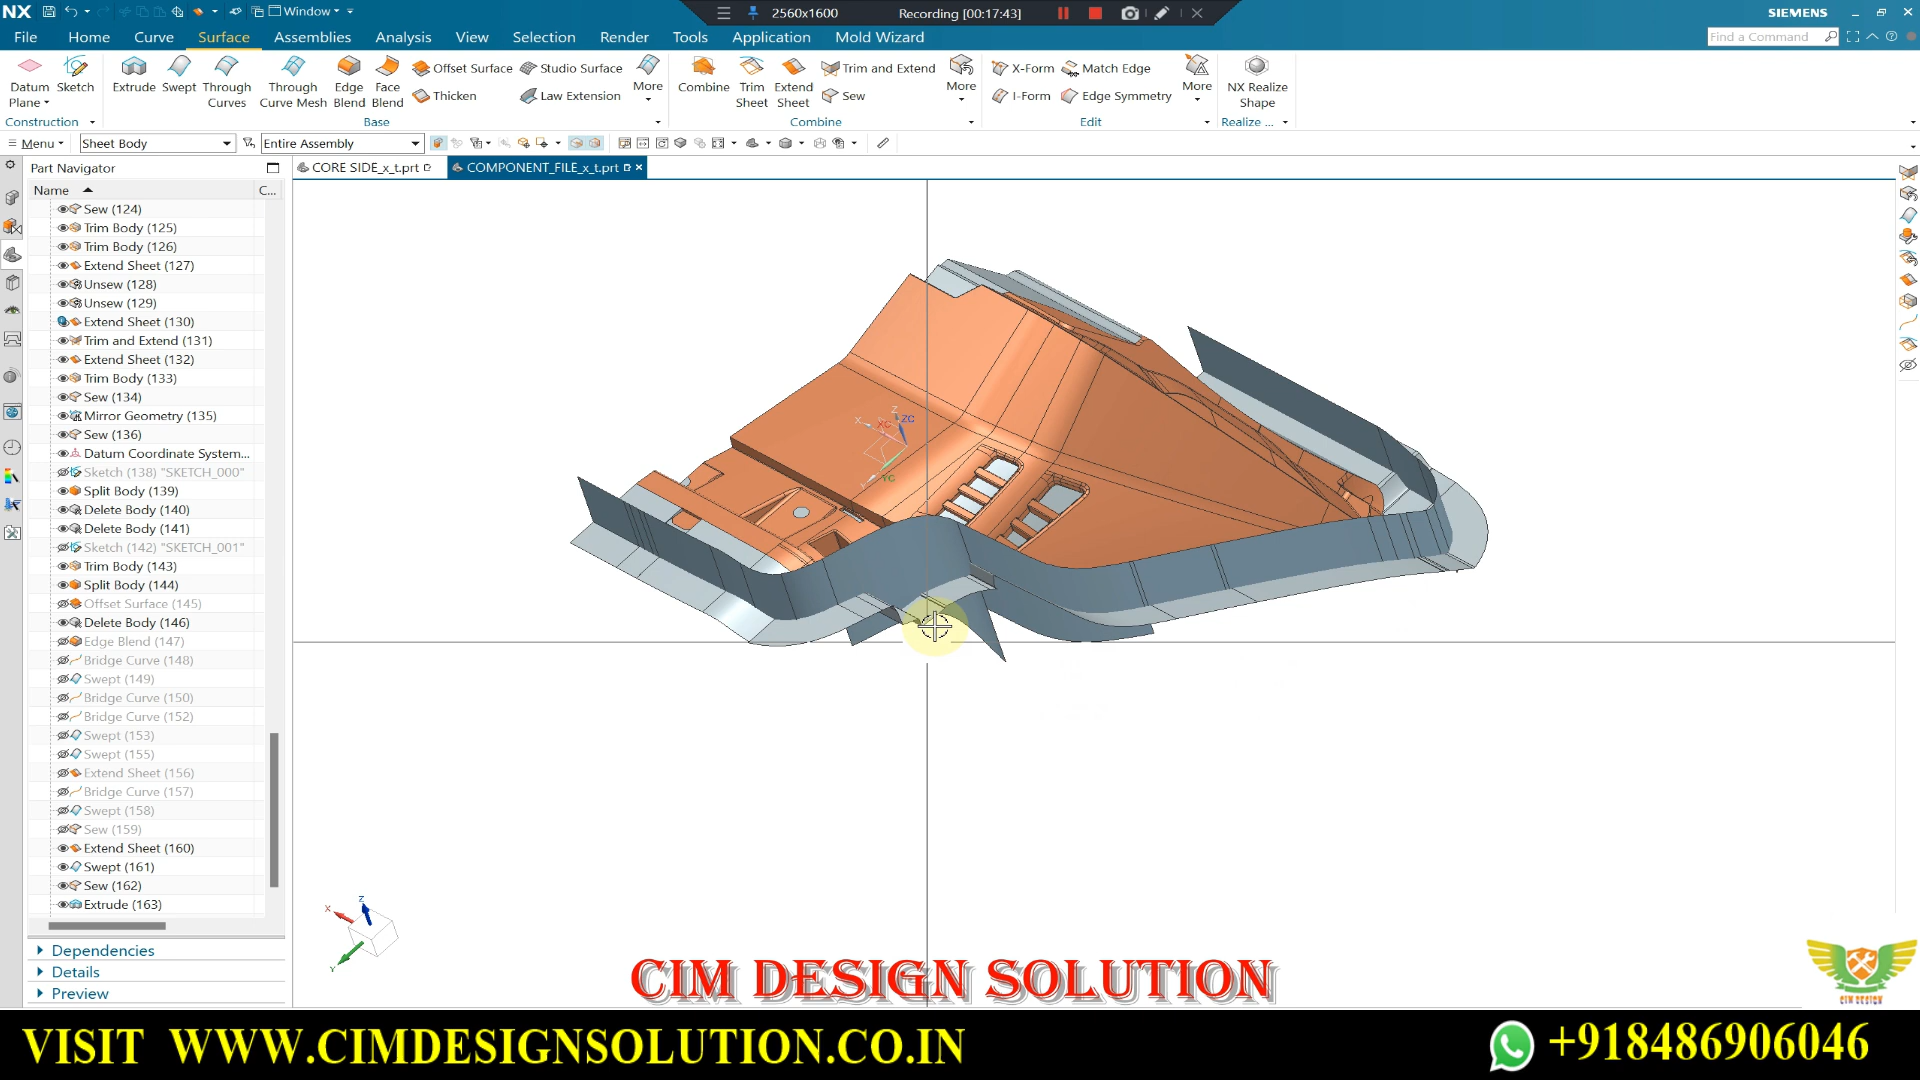 NX
Window
2560x1600
Recording [00:17:43]
SIEMENS
File Home Curve Surface Assemblies Analysis View Selection Render Tools Application Mold Wizard
Find a Command
Datum Plane
Sketch
Extrude
Swept
Through Curves
Through Curve Mesh
Edge Blend
Face Blend
Offset Surface
Thicken
Studio Surface
Law Extension
More
Combine
Trim Sheet
Extend Sheet
Trim and Extend
Sew
More
X-Form
I-Form
Match Edge
Edge Symmetry
More
NX Realize Shape
Construction
Base
Combine
Edit
Realize ...
Menu
Sheet Body
Entire Assembly
Part Navigator
CORE SIDE_x_t.prt
COMPONENT_FILE_x_t.prt
Name
C...
Sew (124)
Trim Body (125)
Trim Body (126)
Extend Sheet (127)
Unsew (128)
Unsew (129)
Extend Sheet (130)
Trim and Extend (131)
Extend Sheet (132)
Trim Body (133)
Sew (134)
Mirror Geometry (135)
Sew (136)
Datum Coordinate System...
Sketch (138) "SKETCH_000"
Split Body (139)
Delete Body (140)
Delete Body (141)
Sketch (142) "SKETCH_001"
Trim Body (143)
Split Body (144)
Offset Surface (145)
Delete Body (146)
Edge Blend (147)
Bridge Curve (148)
Swept (149)
Bridge Curve (150)
Bridge Curve (152)
Swept (153)
Swept (155)
Extend Sheet (156)
Bridge Curve (157)
Swept (158)
Sew (159)
Extend Sheet (160)
Swept (161)
Sew (162)
Extrude (163)
Dependencies
Details
Preview
Z
ZC
X
XC
YC
Y
Z
X
Y
CIM DESIGN SOLUTION
CIM DESIGN
VISIT WWW.CIMDESIGNSOLUTION.CO.IN
+918486906046